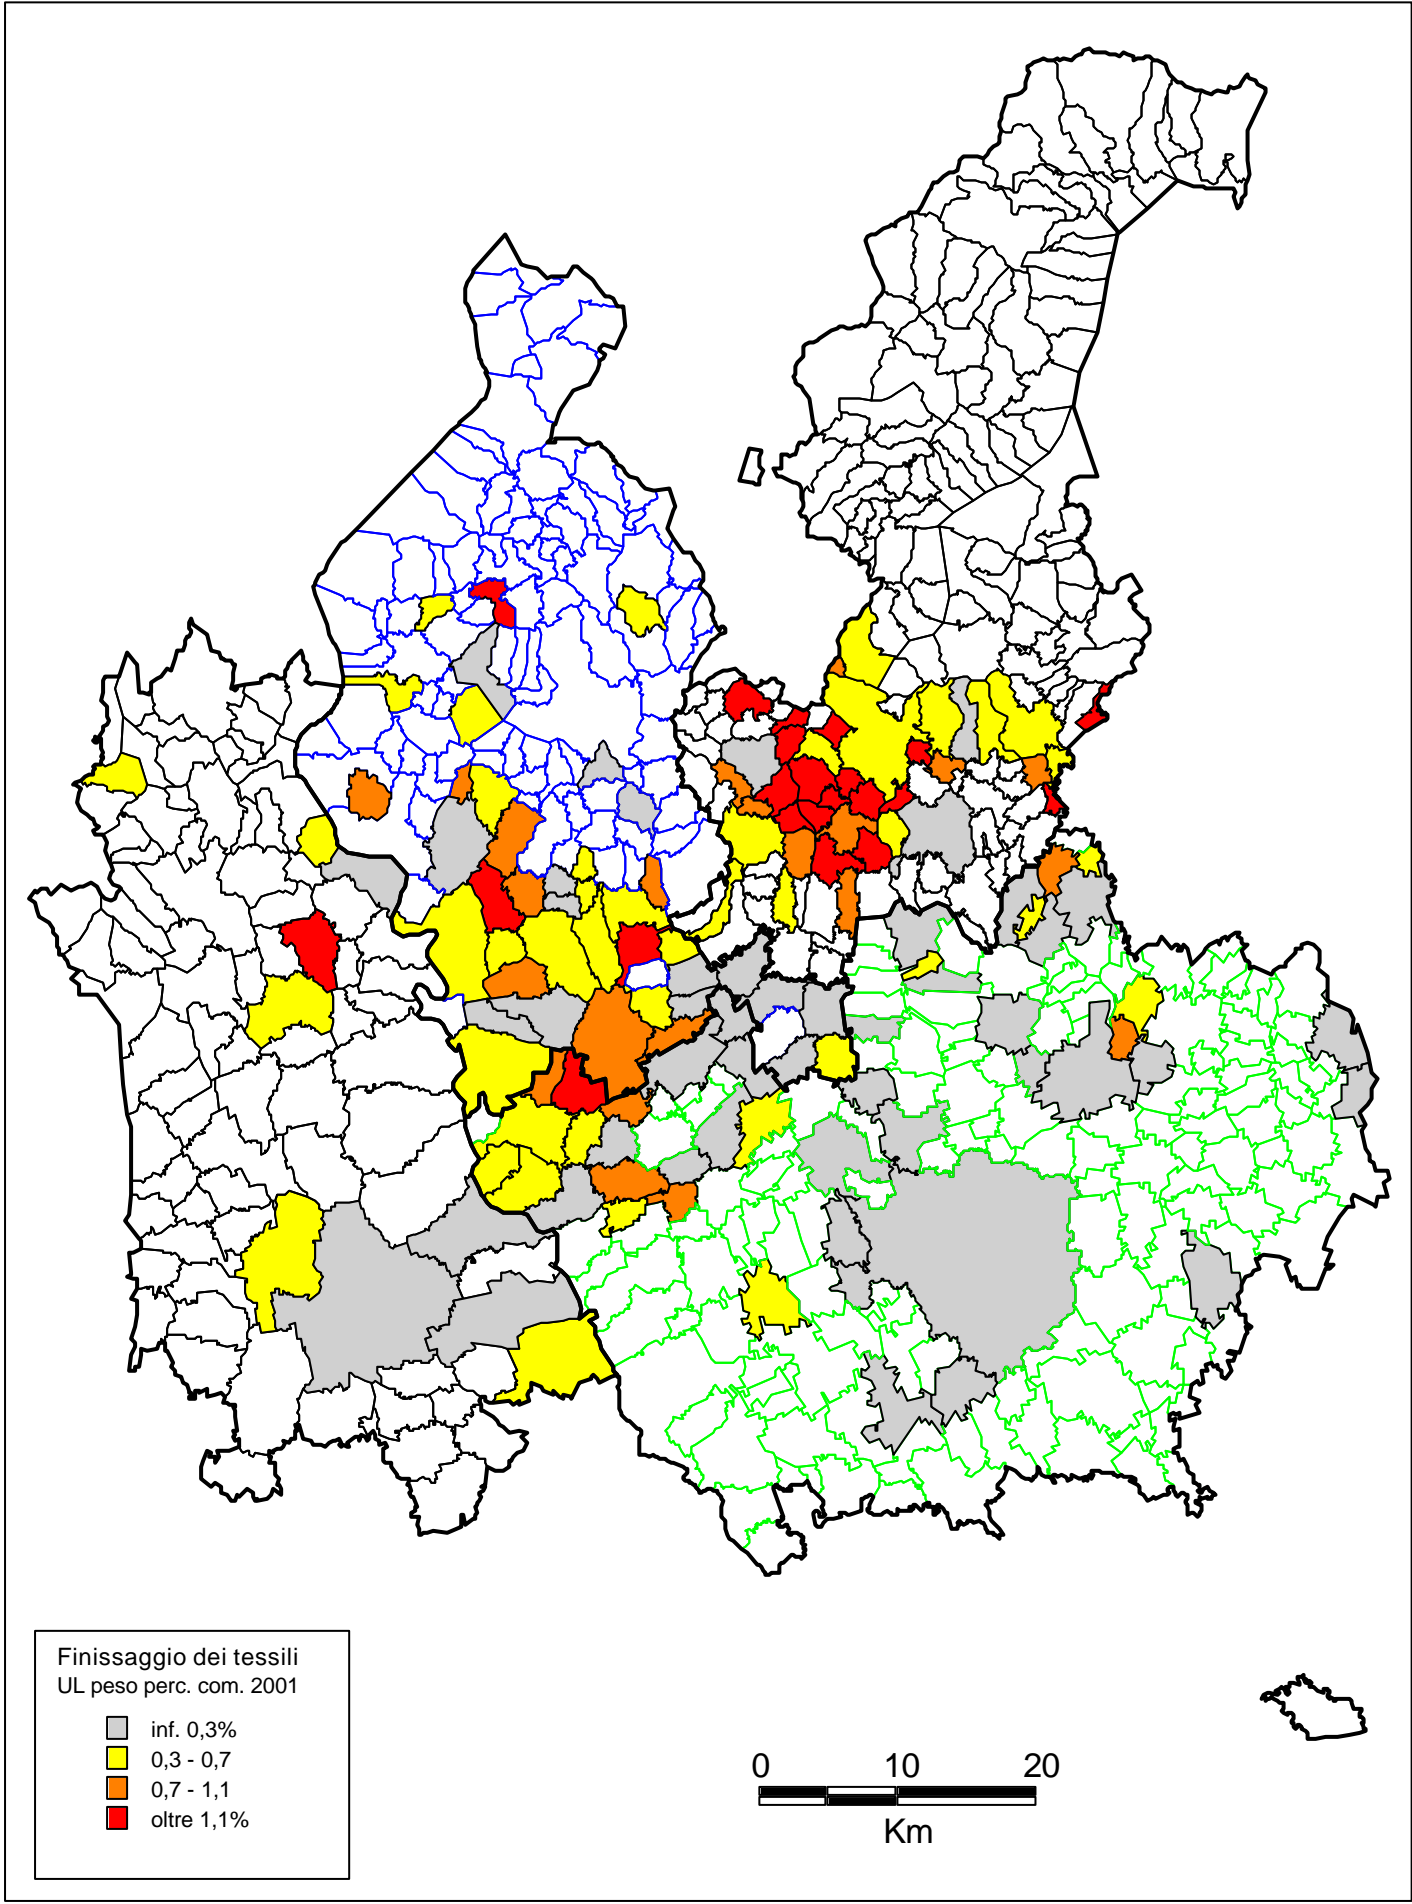 Finissaggio dei tessili
UL peso perc. com. 2001
inf. 0,3%
0,3 - 0,7
0,7 - 1,1
oltre 1,1%
0 10 20
Km